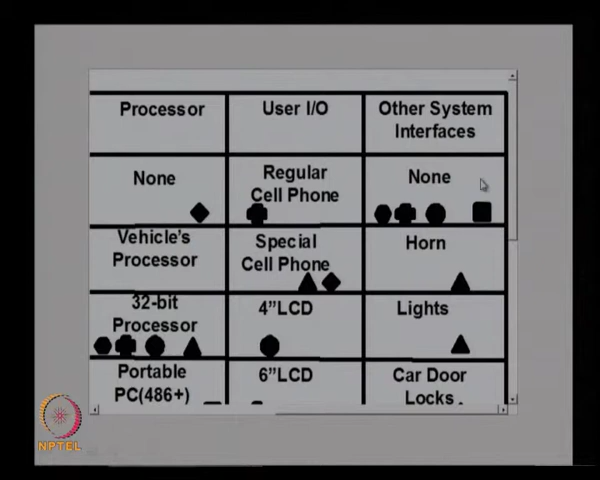 Processor
User I/O
Other System
Interfaces
None
Regular
Cell Phone
None
Vehicle's
Processor
Special
Cell Phone
Horn
32-bit
Processor
4"LCD
Lights
Portable
PC(486+)
6"LCD
Car Door
Locks
NPTEL